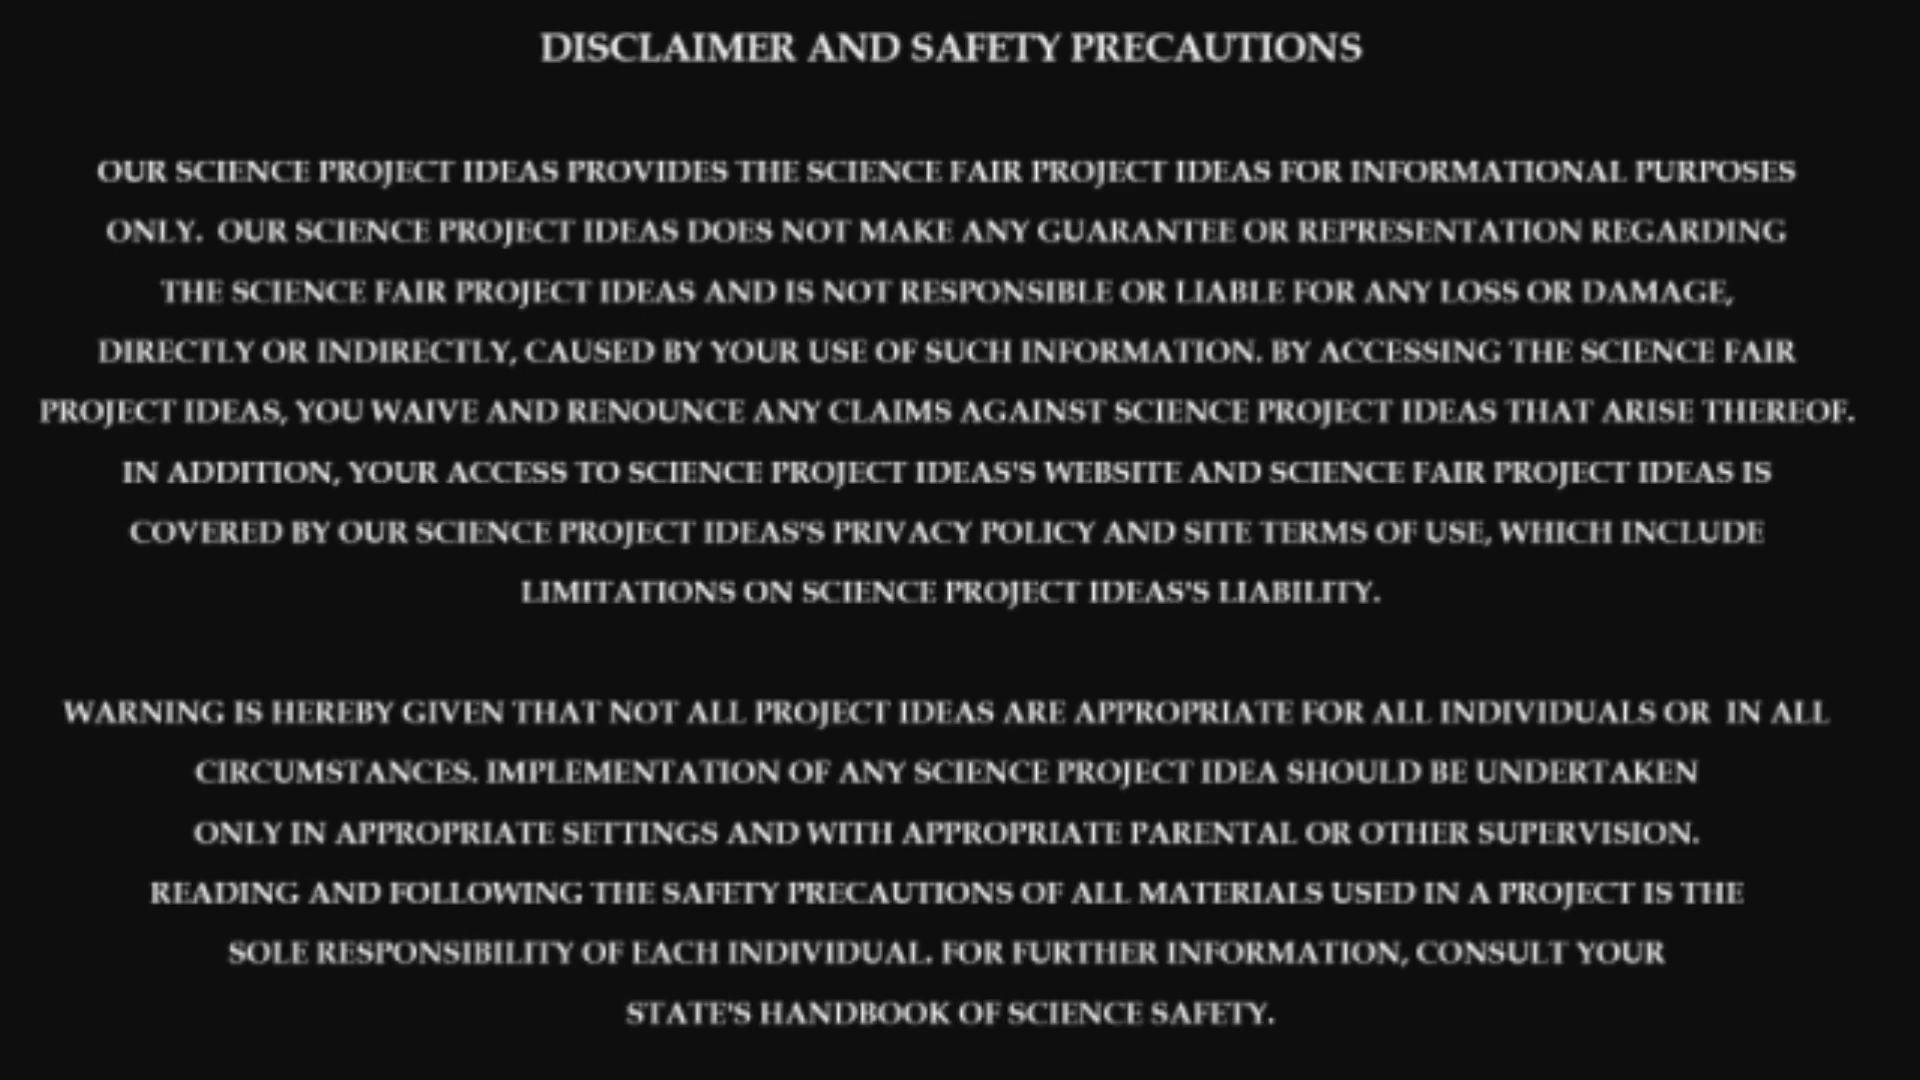 DISCLAIMER AND SAFETY PRECAUTIONS
OUR SCIENCE PROJECT IDEAS PROVIDES THE SCIENCE FAIR PROJECT IDEAS FOR INFORMATIONAL PURPOSES
ONLY. OUR SCIENCE PROJECT IDEAS DOES NOT MAKE ANY GUARANTEE OR REPRESENTATION REGARDING
THE SCIENCE FAIR PROJECT IDEAS AND IS NOT RESPONSIBLE OR LIABLE FOR ANY LOSS OR DAMAGE,
DIRECTLY OR INDIRECTLY, CAUSED BY YOUR USE OF SUCH INFORMATION. BY ACCESSING THE SCIENCE FAIR
PROJECT IDEAS, YOU WAIVE AND RENOUNCE ANY CLAIMS AGAINST SCIENCE PROJECT IDEAS THAT ARISE THEREOF.
IN ADDITION, YOUR ACCESS TO SCIENCE PROJECT IDEAS'S WEBSITE AND SCIENCE FAIR PROJECT IDEAS IS
COVERED BY OUR SCIENCE PROJECT IDEAS'S PRIVACY POLICY AND SITE TERMS OF USE, WHICH INCLUDE
LIMITATIONS ON SCIENCE PROJECT IDEAS'S LIABILITY.
WARNING IS HEREBY GIVEN THAT NOT ALL PROJECT IDEAS ARE APPROPRIATE FOR ALL INDIVIDUALS OR IN ALL
CIRCUMSTANCES. IMPLEMENTATION OF ANY SCIENCE PROJECT IDEA SHOULD BE UNDERTAKEN
ONLY IN APPROPRIATE SETTINGS AND WITH APPROPRIATE PARENTAL OR OTHER SUPERVISION.
READING AND FOLLOWING THE SAFETY PRECAUTIONS OF ALL MATERIALS USED IN A PROJECT IS THE
SOLE RESPONSIBILITY OF EACH INDIVIDUAL. FOR FURTHER INFORMATION, CONSULT YOUR
STATE'S HANDBOOK OF SCIENCE SAFETY.